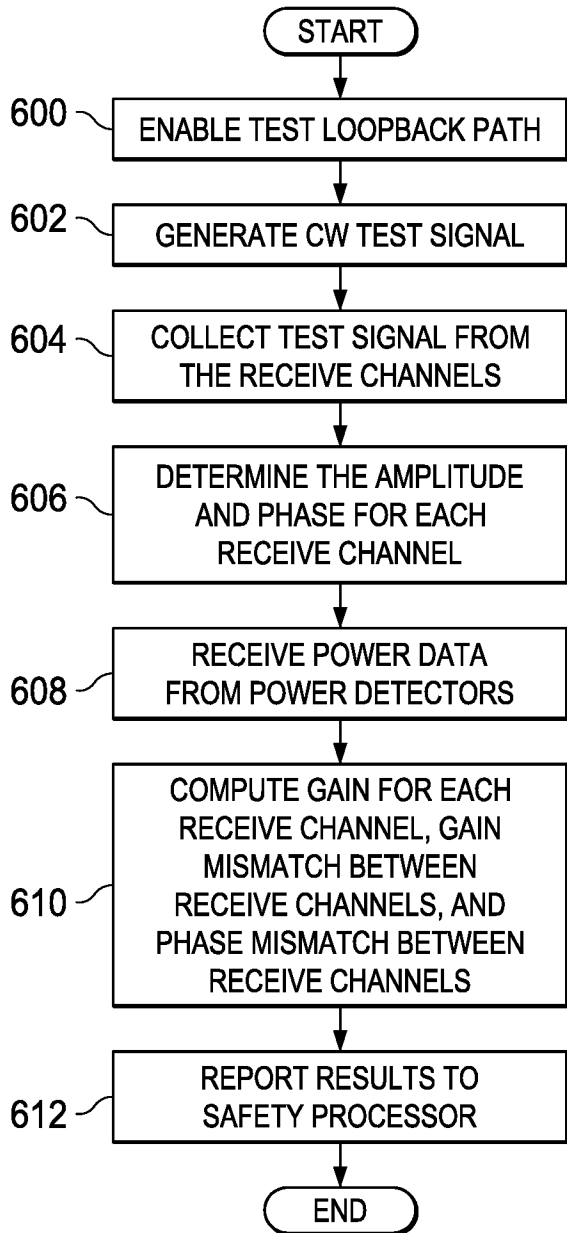 START
600
ENABLE TEST LOOPBACK PATH
602
GENERATE CW TEST SIGNAL
604
COLLECT TEST SIGNAL FROM
THE RECEIVE CHANNELS
606
DETERMINE THE AMPLITUDE
AND PHASE FOR EACH
RECEIVE CHANNEL
608
RECEIVE POWER DATA
FROM POWER DETECTORS
610
COMPUTE GAIN FOR EACH
RECEIVE CHANNEL, GAIN
MISMATCH BETWEEN
RECEIVE CHANNELS, AND
PHASE MISMATCH BETWEEN
RECEIVE CHANNELS
612
REPORT RESULTS TO
SAFETY PROCESSOR
END